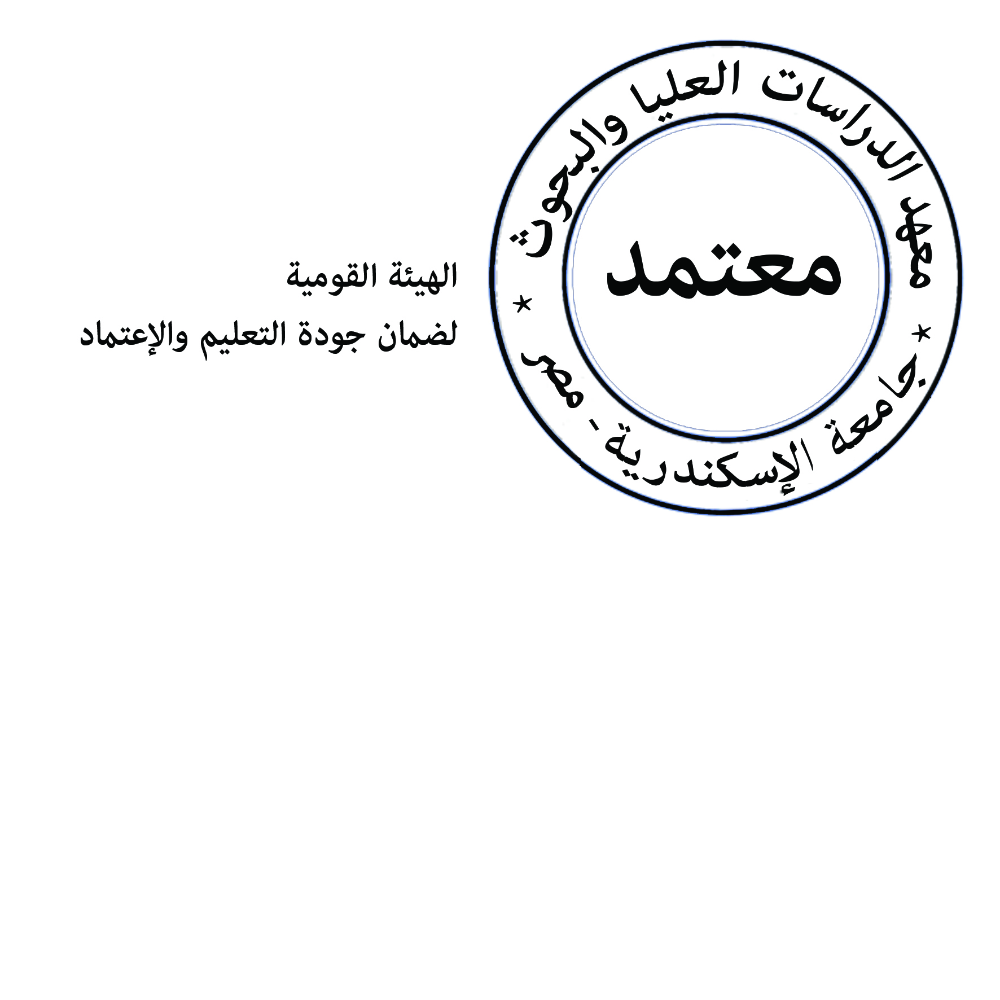 معهد الدراسات العليا والبحوث
معتمد
* جامعة الإسكندرية - مصر *
الهيئة القومية
لضمان جودة التعليم والإعتماد